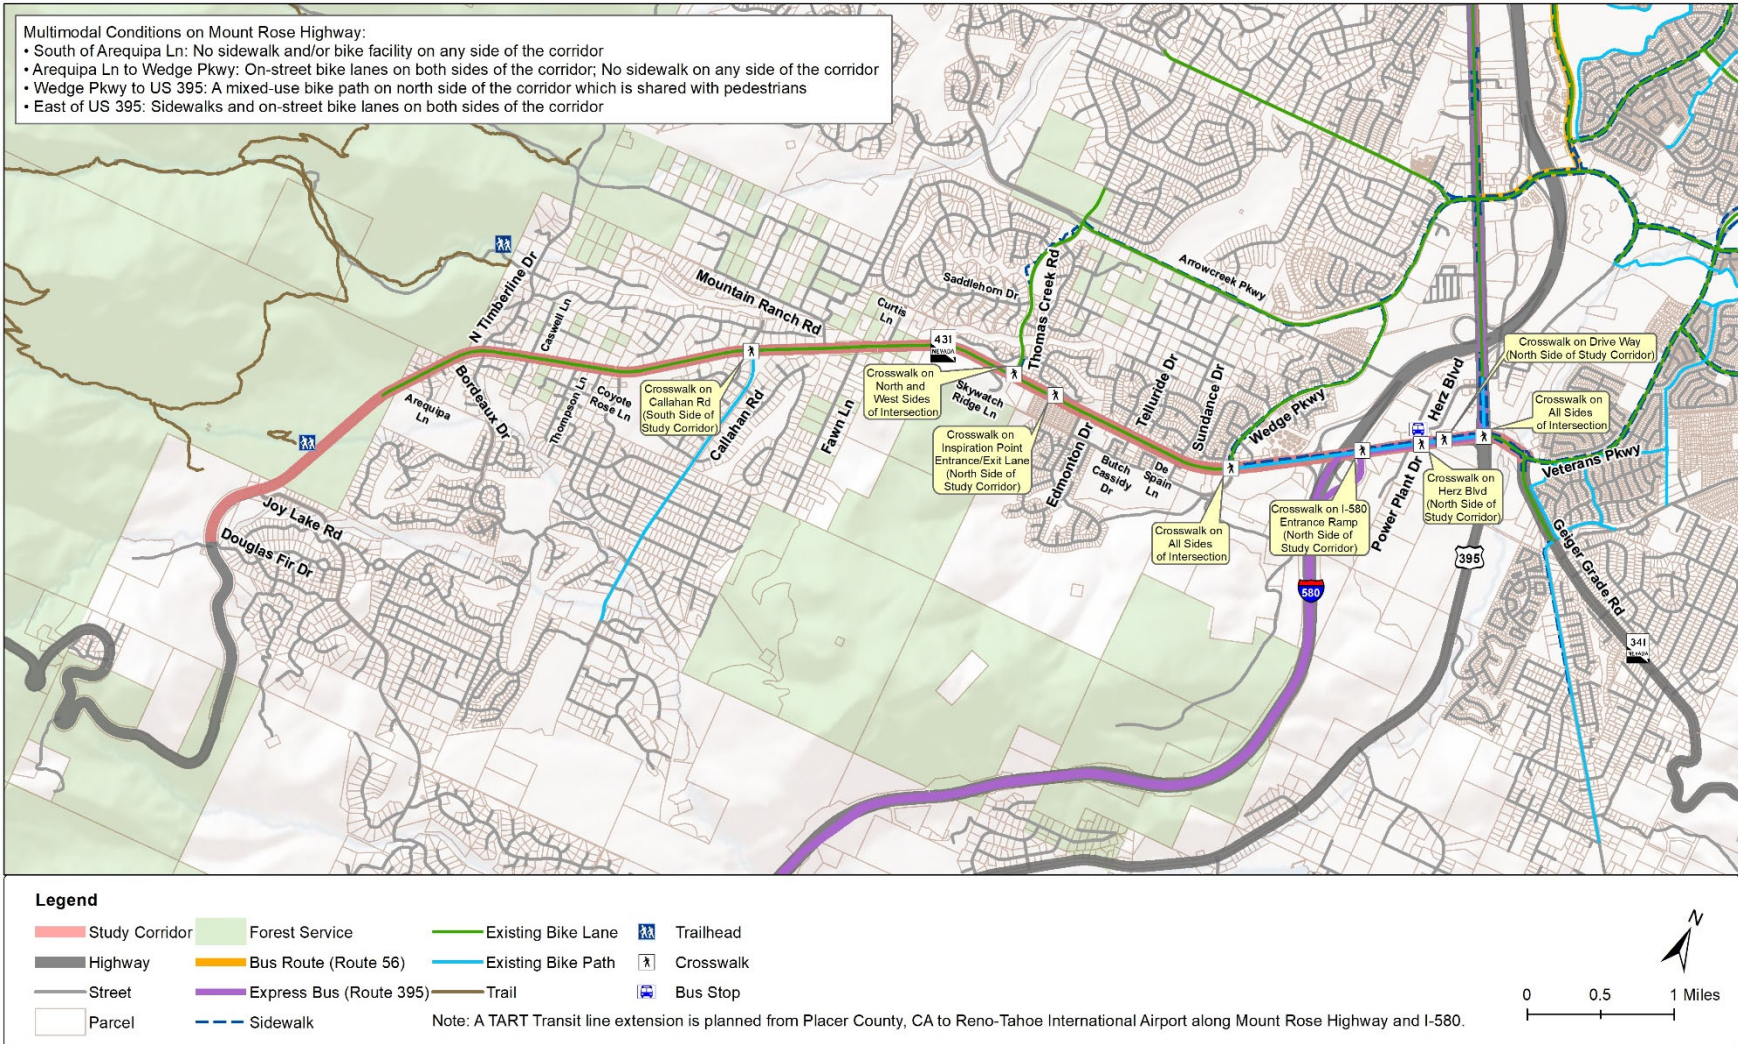 Multimodal Conditions on Mount Rose Highway:
• South of Arequipa Ln: No sidewalk and/or bike facility on any side of the corridor
• Arequipa Ln to Wedge Pkwy: On-street bike lanes on both sides of the corridor; No sidewalk on any side of the corridor
• Wedge Pkwy to US 395: A mixed-use bike path on north side of the corridor which is shared with pedestrians
• East of US 395: Sidewalks and on-street bike lanes on both sides of the corridor
N Timberline Dr
Caswell Ln
Mountain Ranch Rd
Curtis
Ln
Saddlehorn Dr
Thomas Creek Rd
Arrowcreek Pkwy
431
NEVADA
Crosswalk on Drive Way
(North Side of Study Corridor)
Arequipa
Ln
Bordeaux Dr
Thompson Ln
Coyote
Rose Ln
Crosswalk on
Callahan Rd
(South Side of
Study Corridor)
Callahan Rd
Fawn Ln
Crosswalk on
North and
West Sides
of Intersection
Skywatch
Ridge Ln
Crosswalk on
Inspiration Point
Entrance/Exit Lane
(North Side of
Study Corridor)
Edmonton Dr
Butch
Cassidy
Dr
De
Spain
Ln
Telluride Dr
Sundance Dr
Wedge Pkwy
Herz Blvd
Crosswalk on
All Sides
of Intersection
Veterans Pkwy
Crosswalk on
All Sides
of Intersection
Crosswalk on I-580
Entrance Ramp
(North Side of
Study Corridor)
Power Plant Dr
Crosswalk on
Herz Blvd
(North Side of
Study Corridor)
Joy Lake Rd
Douglas Fir Dr
Geiger Grade Rd
395
580
341
NEVADA
Legend
Study Corridor
Highway
Street
Parcel
Forest Service
Bus Route (Route 56)
Express Bus (Route 395)
Sidewalk
Existing Bike Lane
Existing Bike Path
Trail
Trailhead
Crosswalk
Bus Stop
Note: A TART Transit line extension is planned from Placer County, CA to Reno-Tahoe International Airport along Mount Rose Highway and I-580.
N
0 0.5 1 Miles